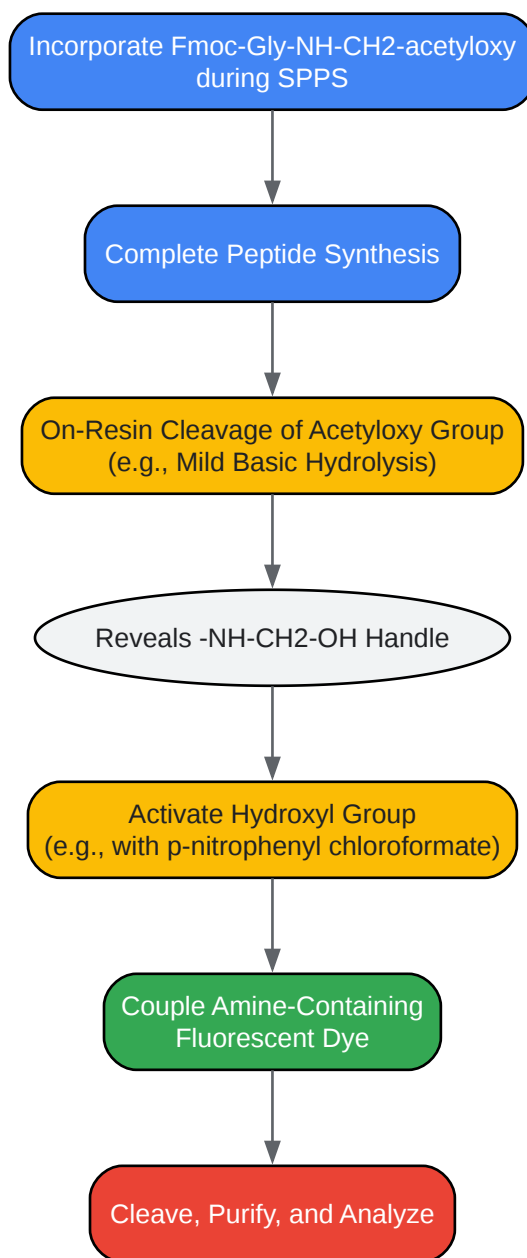 Incorporate Fmoc-Gly-NH-CH2-acetyloxy
during SPPS
Complete Peptide Synthesis
On-Resin Cleavage of Acetyloxy Group
(e.g., Mild Basic Hydrolysis)
Reveals -NH-CH2-OH Handle
Activate Hydroxyl Group
(e.g., with p-nitrophenyl chloroformate)
Couple Amine-Containing
Fluorescent Dye
Cleave, Purify, and Analyze